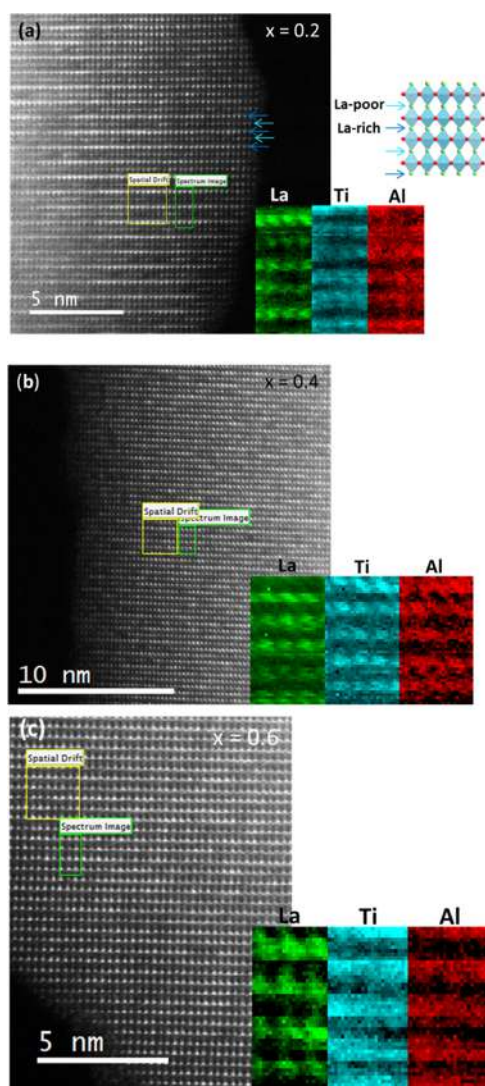 (a)
x = 0.2
La-poor
La-rich
Spatial Drift
Spectrum Image
La Ti Al
5 nm
(b)
x = 0.4
Spatial Drift
Spectrum Image
La Ti Al
10 nm
(c)
x = 0.6
Spatial Drift
Spectrum Image
La Ti Al
5 nm